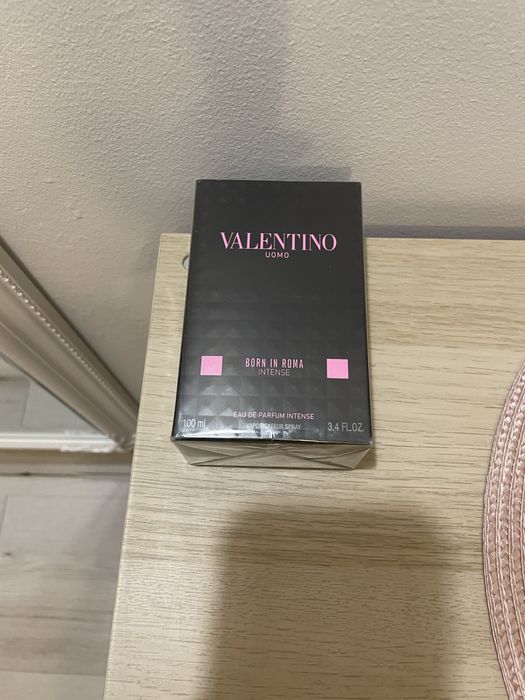 VALENTINO
UOMO
BORN IN ROMA
INTENSE
EAU DE PARFUM INTENSE
100 ml VAPORISATEUR SPRAY 3,4 FL.OZ.